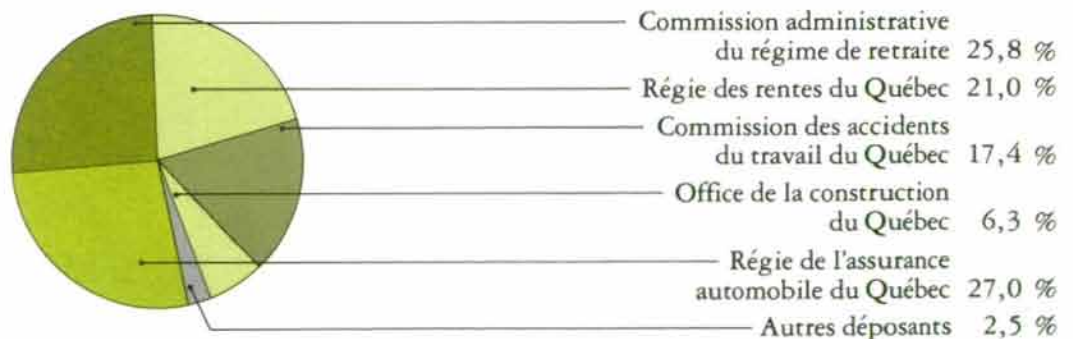 Commission administrative
du régime de retraite 25,8 %
Régie des rentes du Québec 21,0 %
Commission des accidents
du travail du Québec 17,4 %
Office de la construction
du Québec 6,3 %
Régie de l'assurance
automobile du Québec 27,0 %
Autres déposants 2,5 %